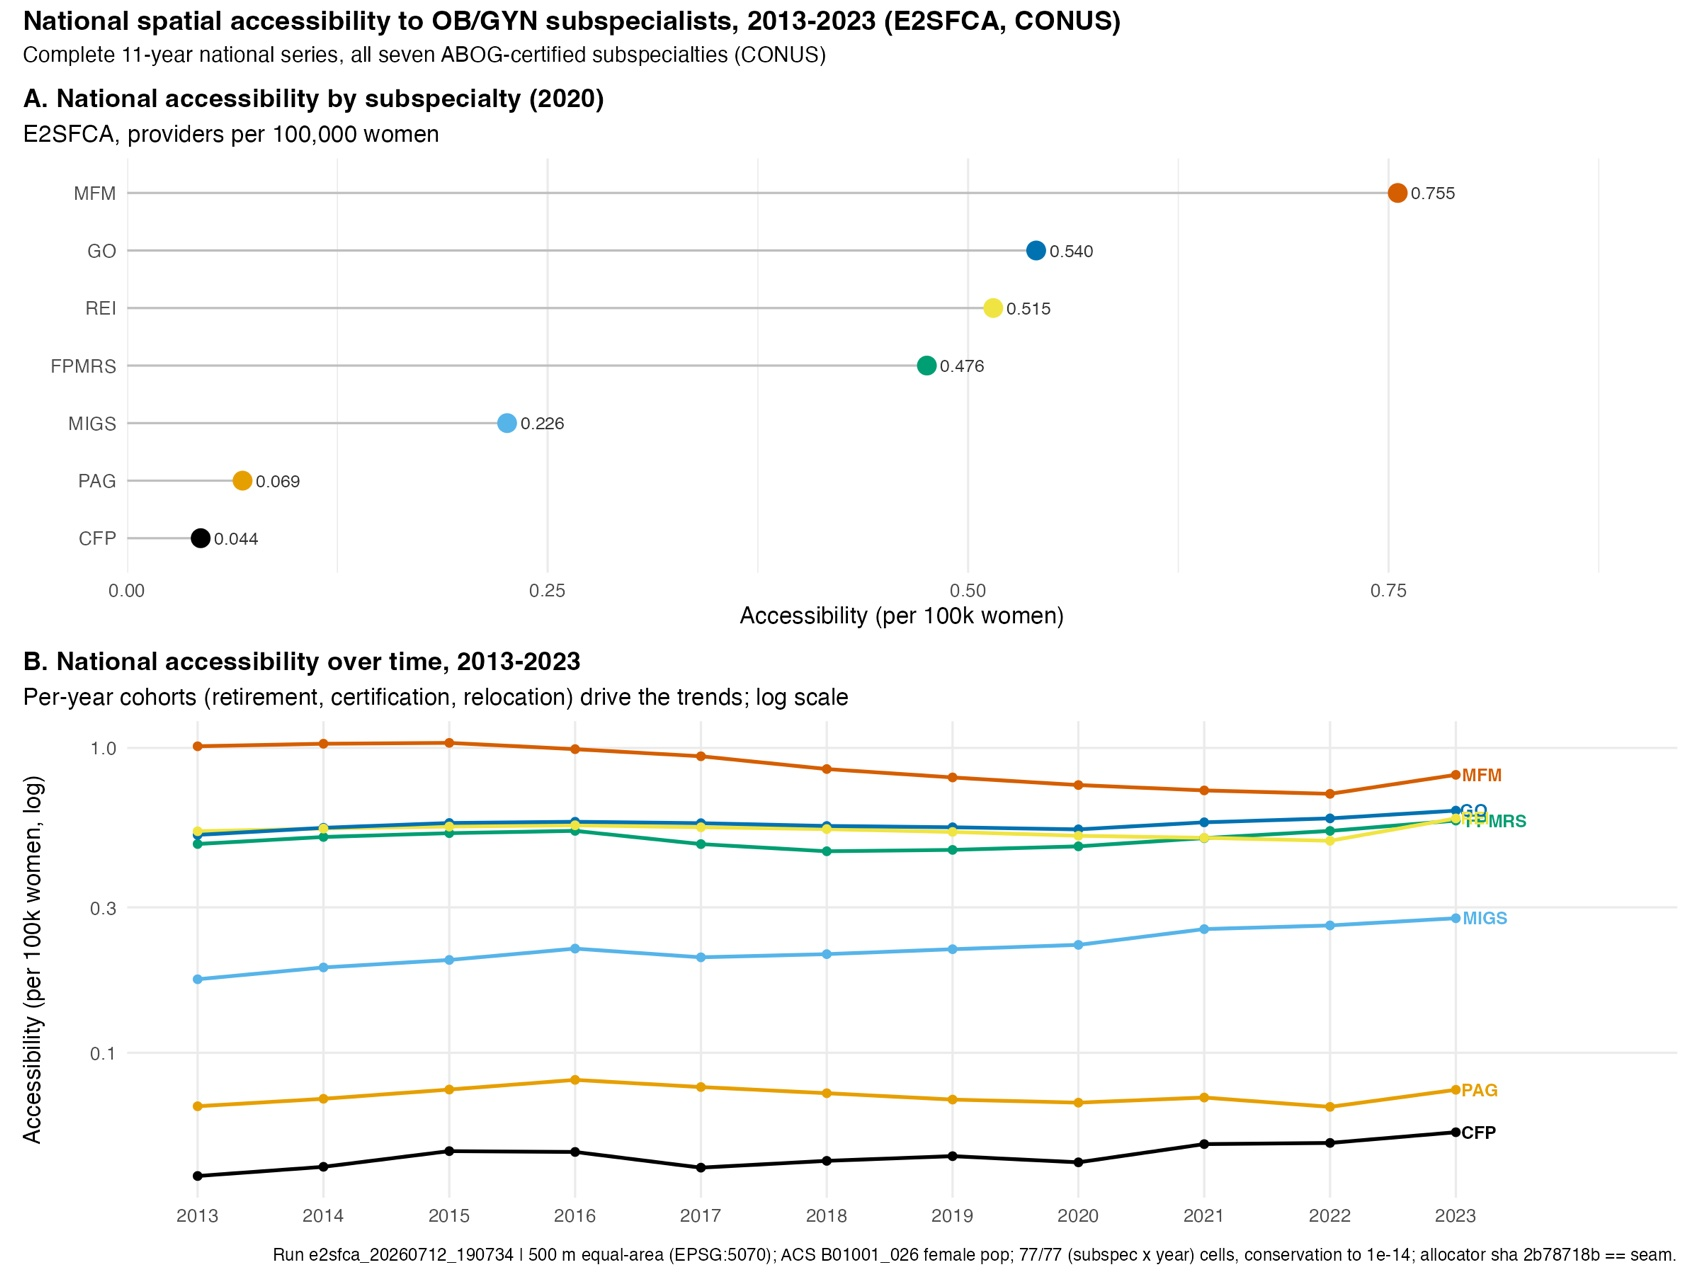 National spatial accessibility to OB/GYN subspecialists, 2013-2023 (E2SFCA, CONUS)
Complete 11-year national series, all seven ABOG-certified subspecialties (CONUS)
A. National accessibility by subspecialty (2020)
E2SFCA, providers per 100,000 women
MFM 0.755
GO 0.540
REI 0.515
FPMRS 0.476
MIGS 0.226
PAG 0.069
CFP 0.044
0.00 0.25 0.50 0.75
Accessibility (per 100k women)
B. National accessibility over time, 2013-2023
Per-year cohorts (retirement, certification, relocation) drive the trends; log scale
Accessibility (per 100k women, log)
1.0
0.3
0.1
MFM
GO
MRS
MIGS
PAG
CFP
2013 2014 2015 2016 2017 2018 2019 2020 2021 2022 2023
Run e2sfca_20260712_190734 | 500 m equal-area (EPSG:5070); ACS B01001_026 female pop; 77/77 (subspec x year) cells, conservation to 1e-14; allocator sha 2b78718b == seam.